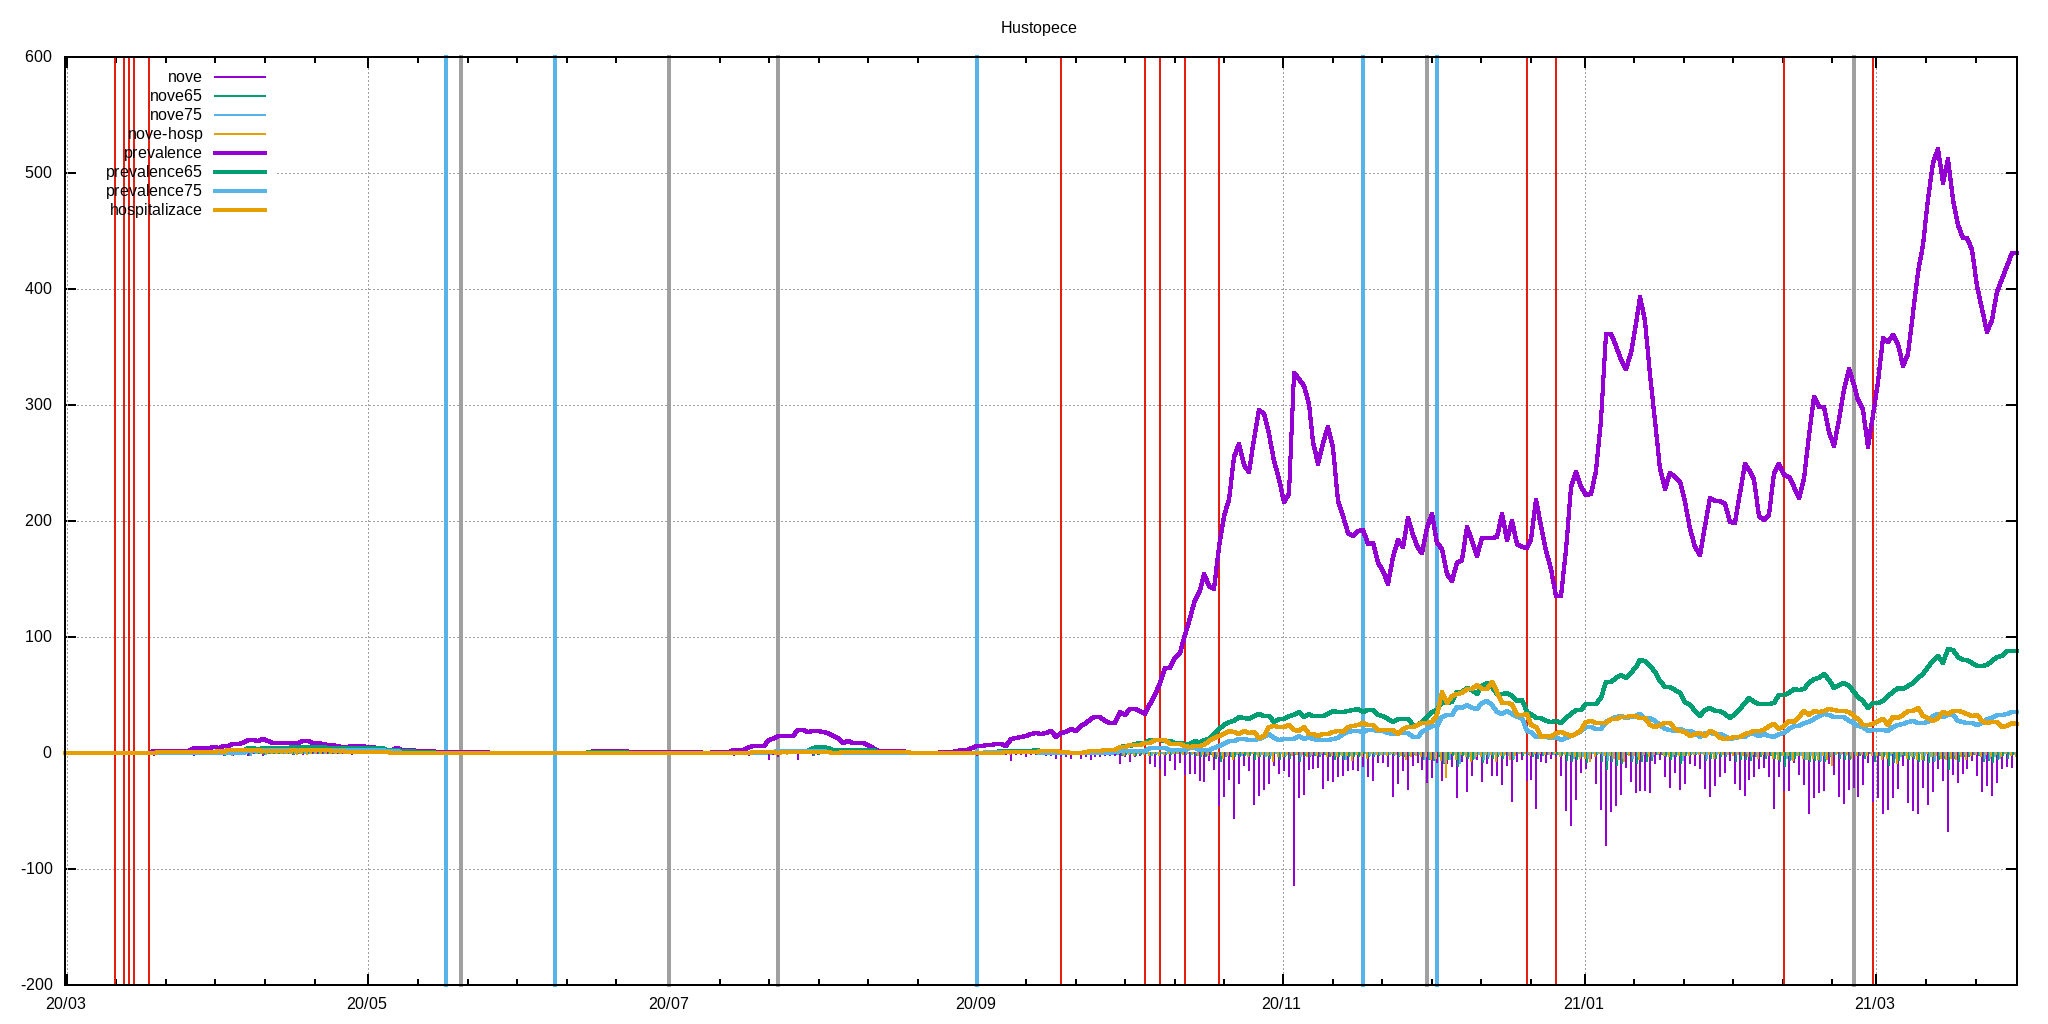 Hustopece
600
500
400
300
200
100
0
-100
-200
nove
nove65
nove75
nove-hosp
prevalence
prevalence65
prevalence75
hospitalizace
20/03 20/05 20/07 20/09 20/11 21/01 21/03